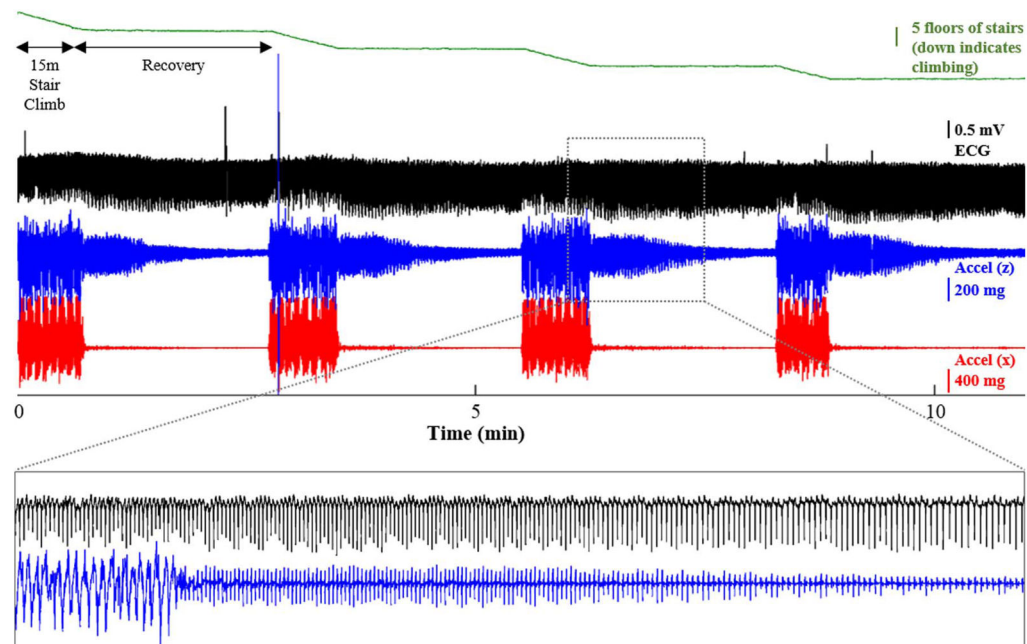 5 floors of stairs
(down indicates
climbing)
15m
Stair
Climb
Recovery
0.5 mV
ECG
Accel (z)
200 mg
Accel (x)
400 mg
0
5
10
Time (min)